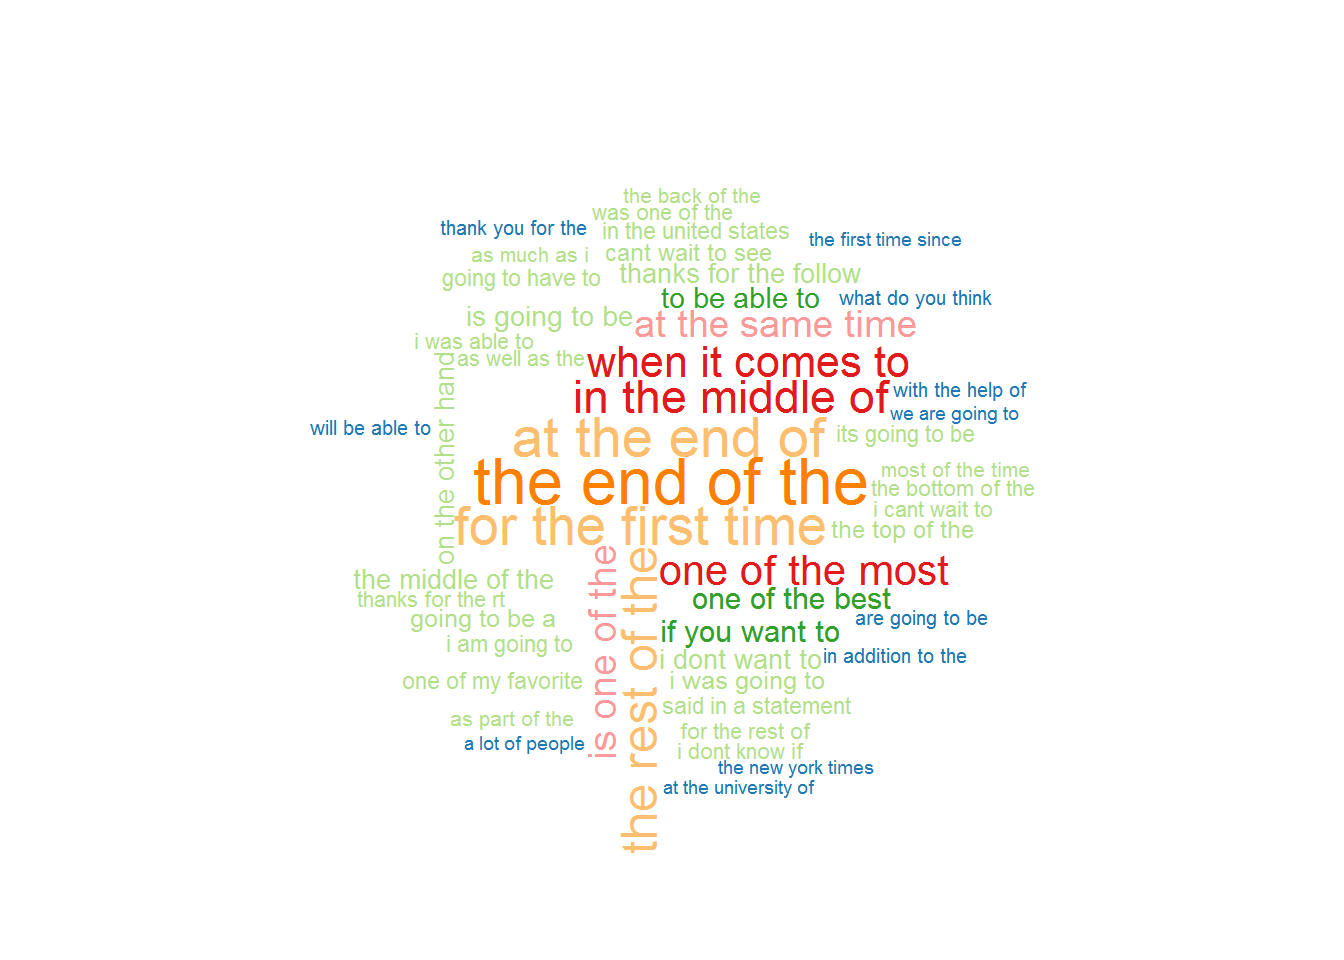 the back of the
was one of the
thank you for the
in the united states
the first time since
as much as i
cant wait to see
going to have to
thanks for the follow
to be able to
what do you think
is going to be
at the same time
i was able to
as well as the
when it comes to
in the middle of
with the help of
we are going to
will be able to
on the other hand
at the end of
its going to be
the end of the
most of the time
the bottom of the
i cant wait to
for the first time
the top of the
is one of the
the rest of the
one of the most
the middle of the
thanks for the rt
one of the best
going to be a
are going to be
if you want to
i am going to
i dont want to
in addition to the
one of my favorite
i was going to
said in a statement
as part of the
for the rest of
a lot of people
i dont know if
the new york times
at the university of